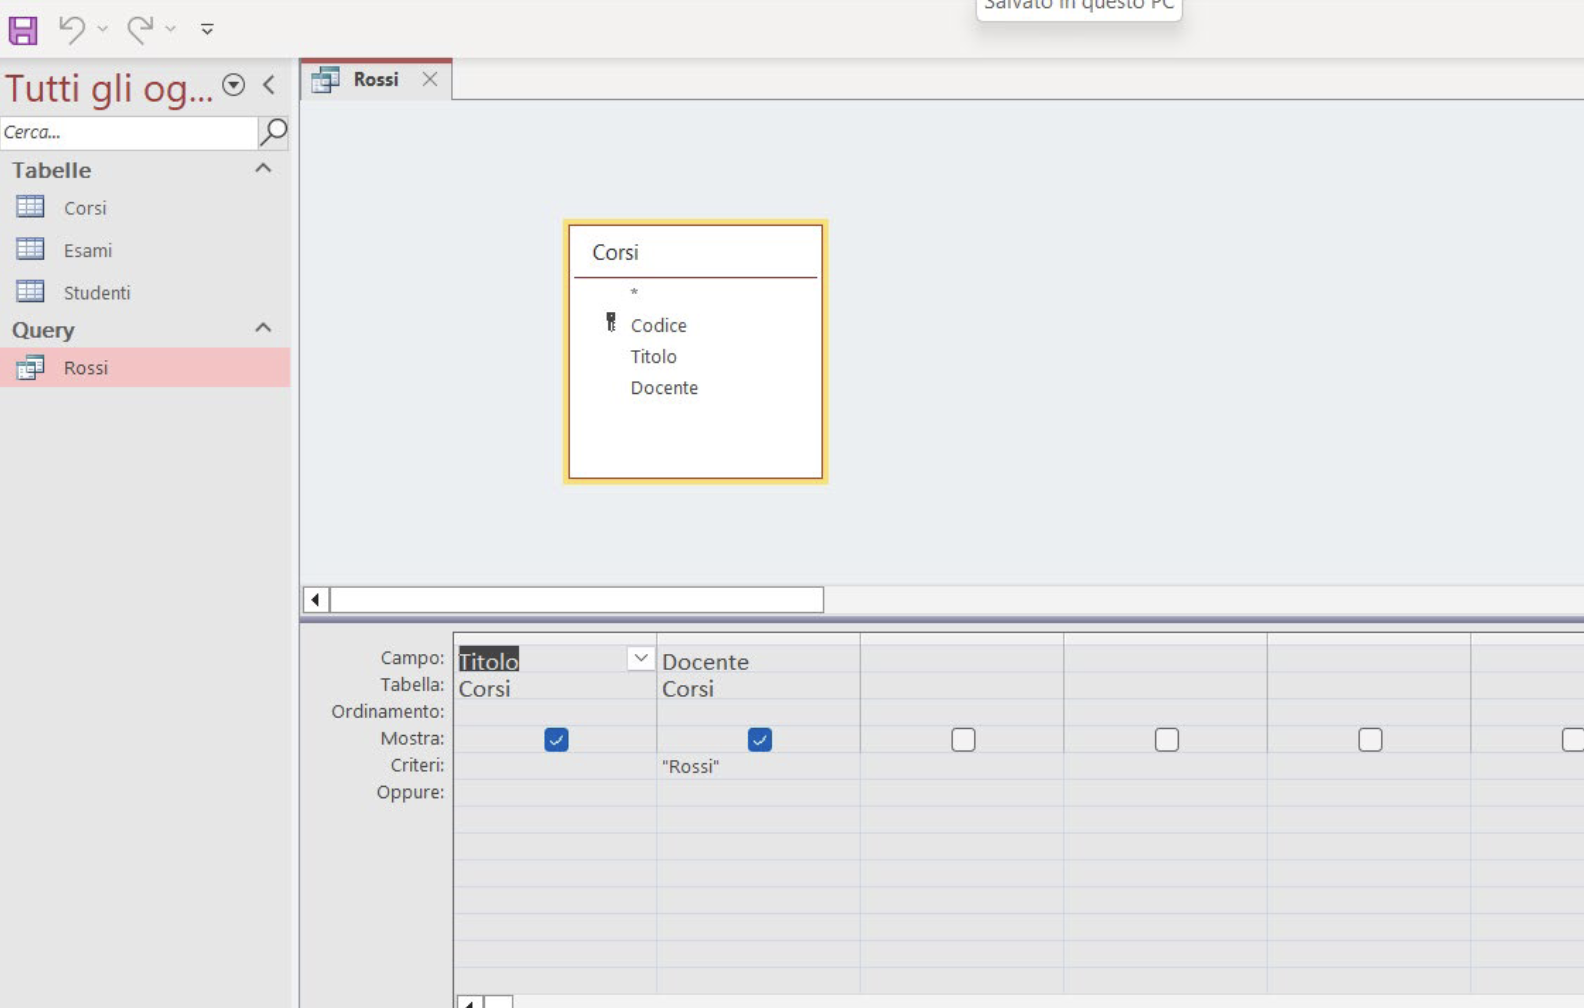 Salvato in questo PC
Tutti gli og...
Rossi
Cerca...
Tabelle
Corsi
Esami
Studenti
Query
Rossi
Corsi
*
Codice
Titolo
Docente
Campo: Titolo Docente
Tabella: Corsi Corsi
Ordinamento:
Mostra:
Criteri: "Rossi"
Oppure: